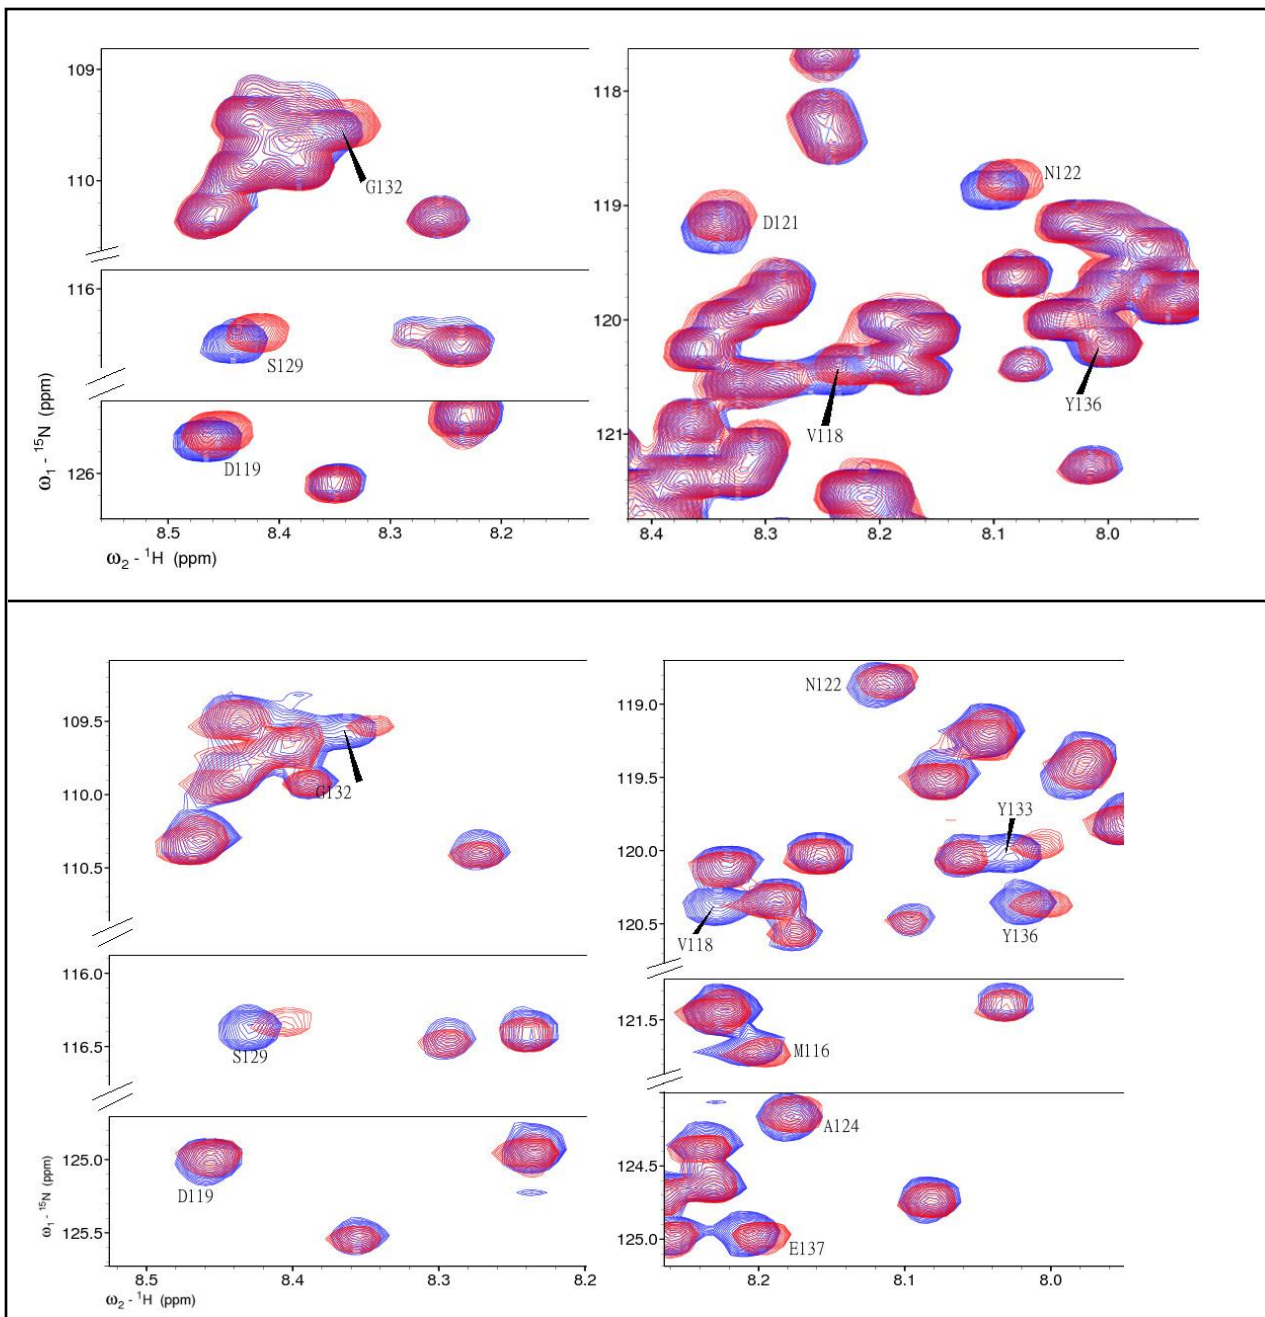 109
110
G132
116
S129
126
D119
8.5
8.4
8.3
8.2
ω₁ - ¹⁵N (ppm)
ω₂ - ¹H (ppm)
118
N122
119
D121
120
Y136
V118
121
8.4
8.3
8.2
8.1
8.0
109.5
110.0
G132
110.5
116.0
116.5
S129
125.0
D119
125.5
8.5
8.4
8.3
8.2
ω₁ - ¹⁵N (ppm)
ω₂ - ¹H (ppm)
N122
119.0
119.5
Y133
120.0
120.5
V118
Y136
121.5
M116
A124
124.5
125.0
E137
8.2
8.1
8.0